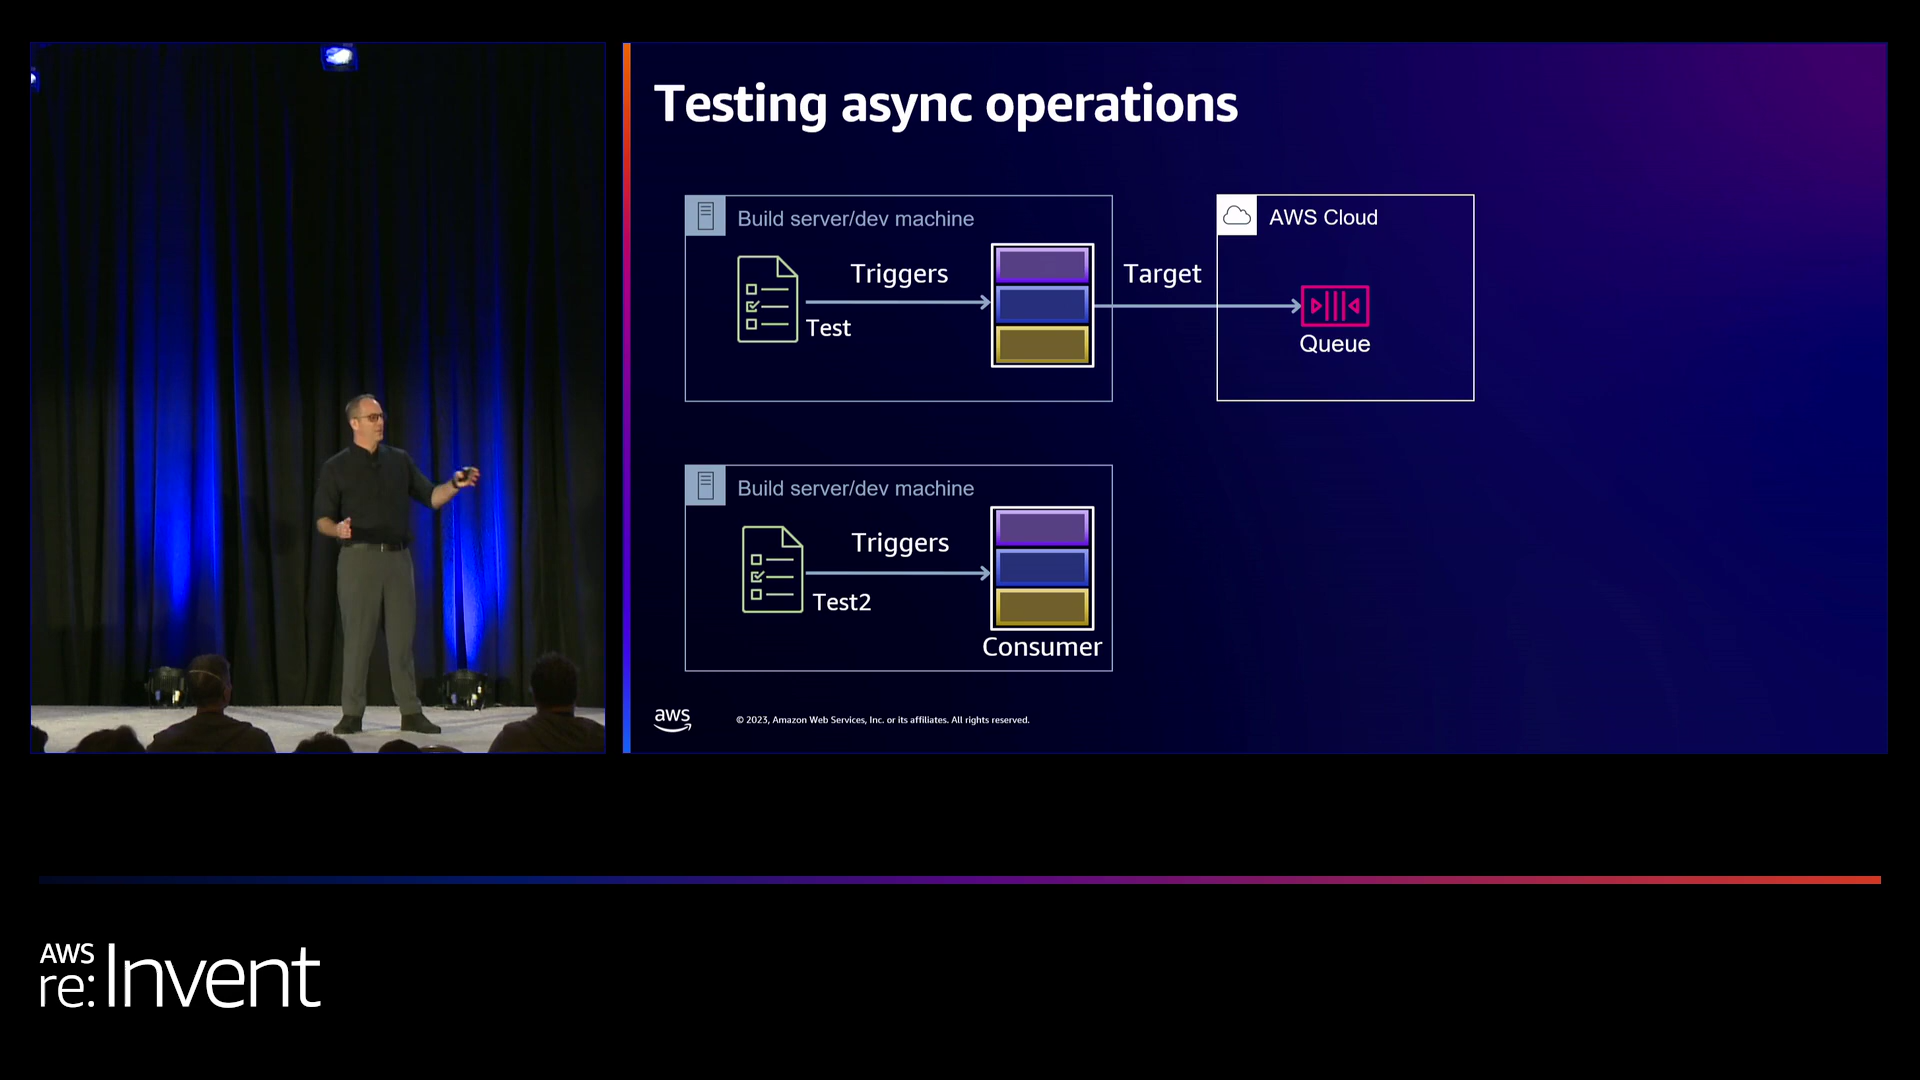 Testing async operations
Build server/dev machine
Triggers
Test
Target
AWS Cloud
Queue
Build server/dev machine
Triggers
Test2
Consumer
aws
© 2023, Amazon Web Services, Inc. or its affiliates. All rights reserved.
AWS
re:Invent